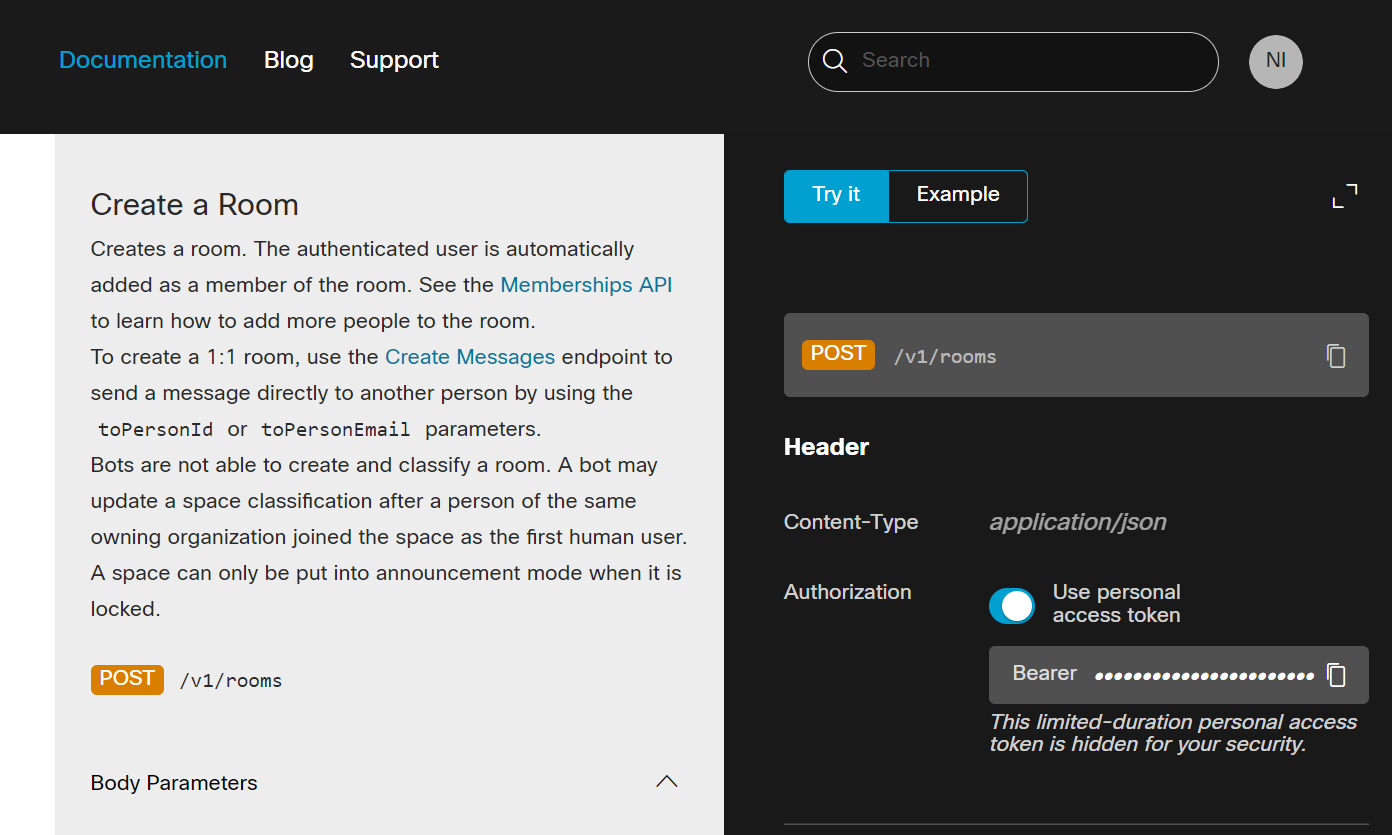 Documentation Blog Support Search NI
Create a Room
Creates a room. The authenticated user is automatically
added as a member of the room. See the Memberships API
to learn how to add more people to the room.
To create a 1:1 room, use the Create Messages endpoint to
send a message directly to another person by using the
toPersonId or toPersonEmail parameters.
Bots are not able to create and classify a room. A bot may
update a space classification after a person of the same
owning organization joined the space as the first human user.
A space can only be put into announcement mode when it is
locked.
POST /v1/rooms
Body Parameters
Try it Example
POST /v1/rooms
Header
Content-Type application/json
Authorization Use personal
access token
Bearer ••••••••••••••••••••••••
This limited-duration personal access
token is hidden for your security.